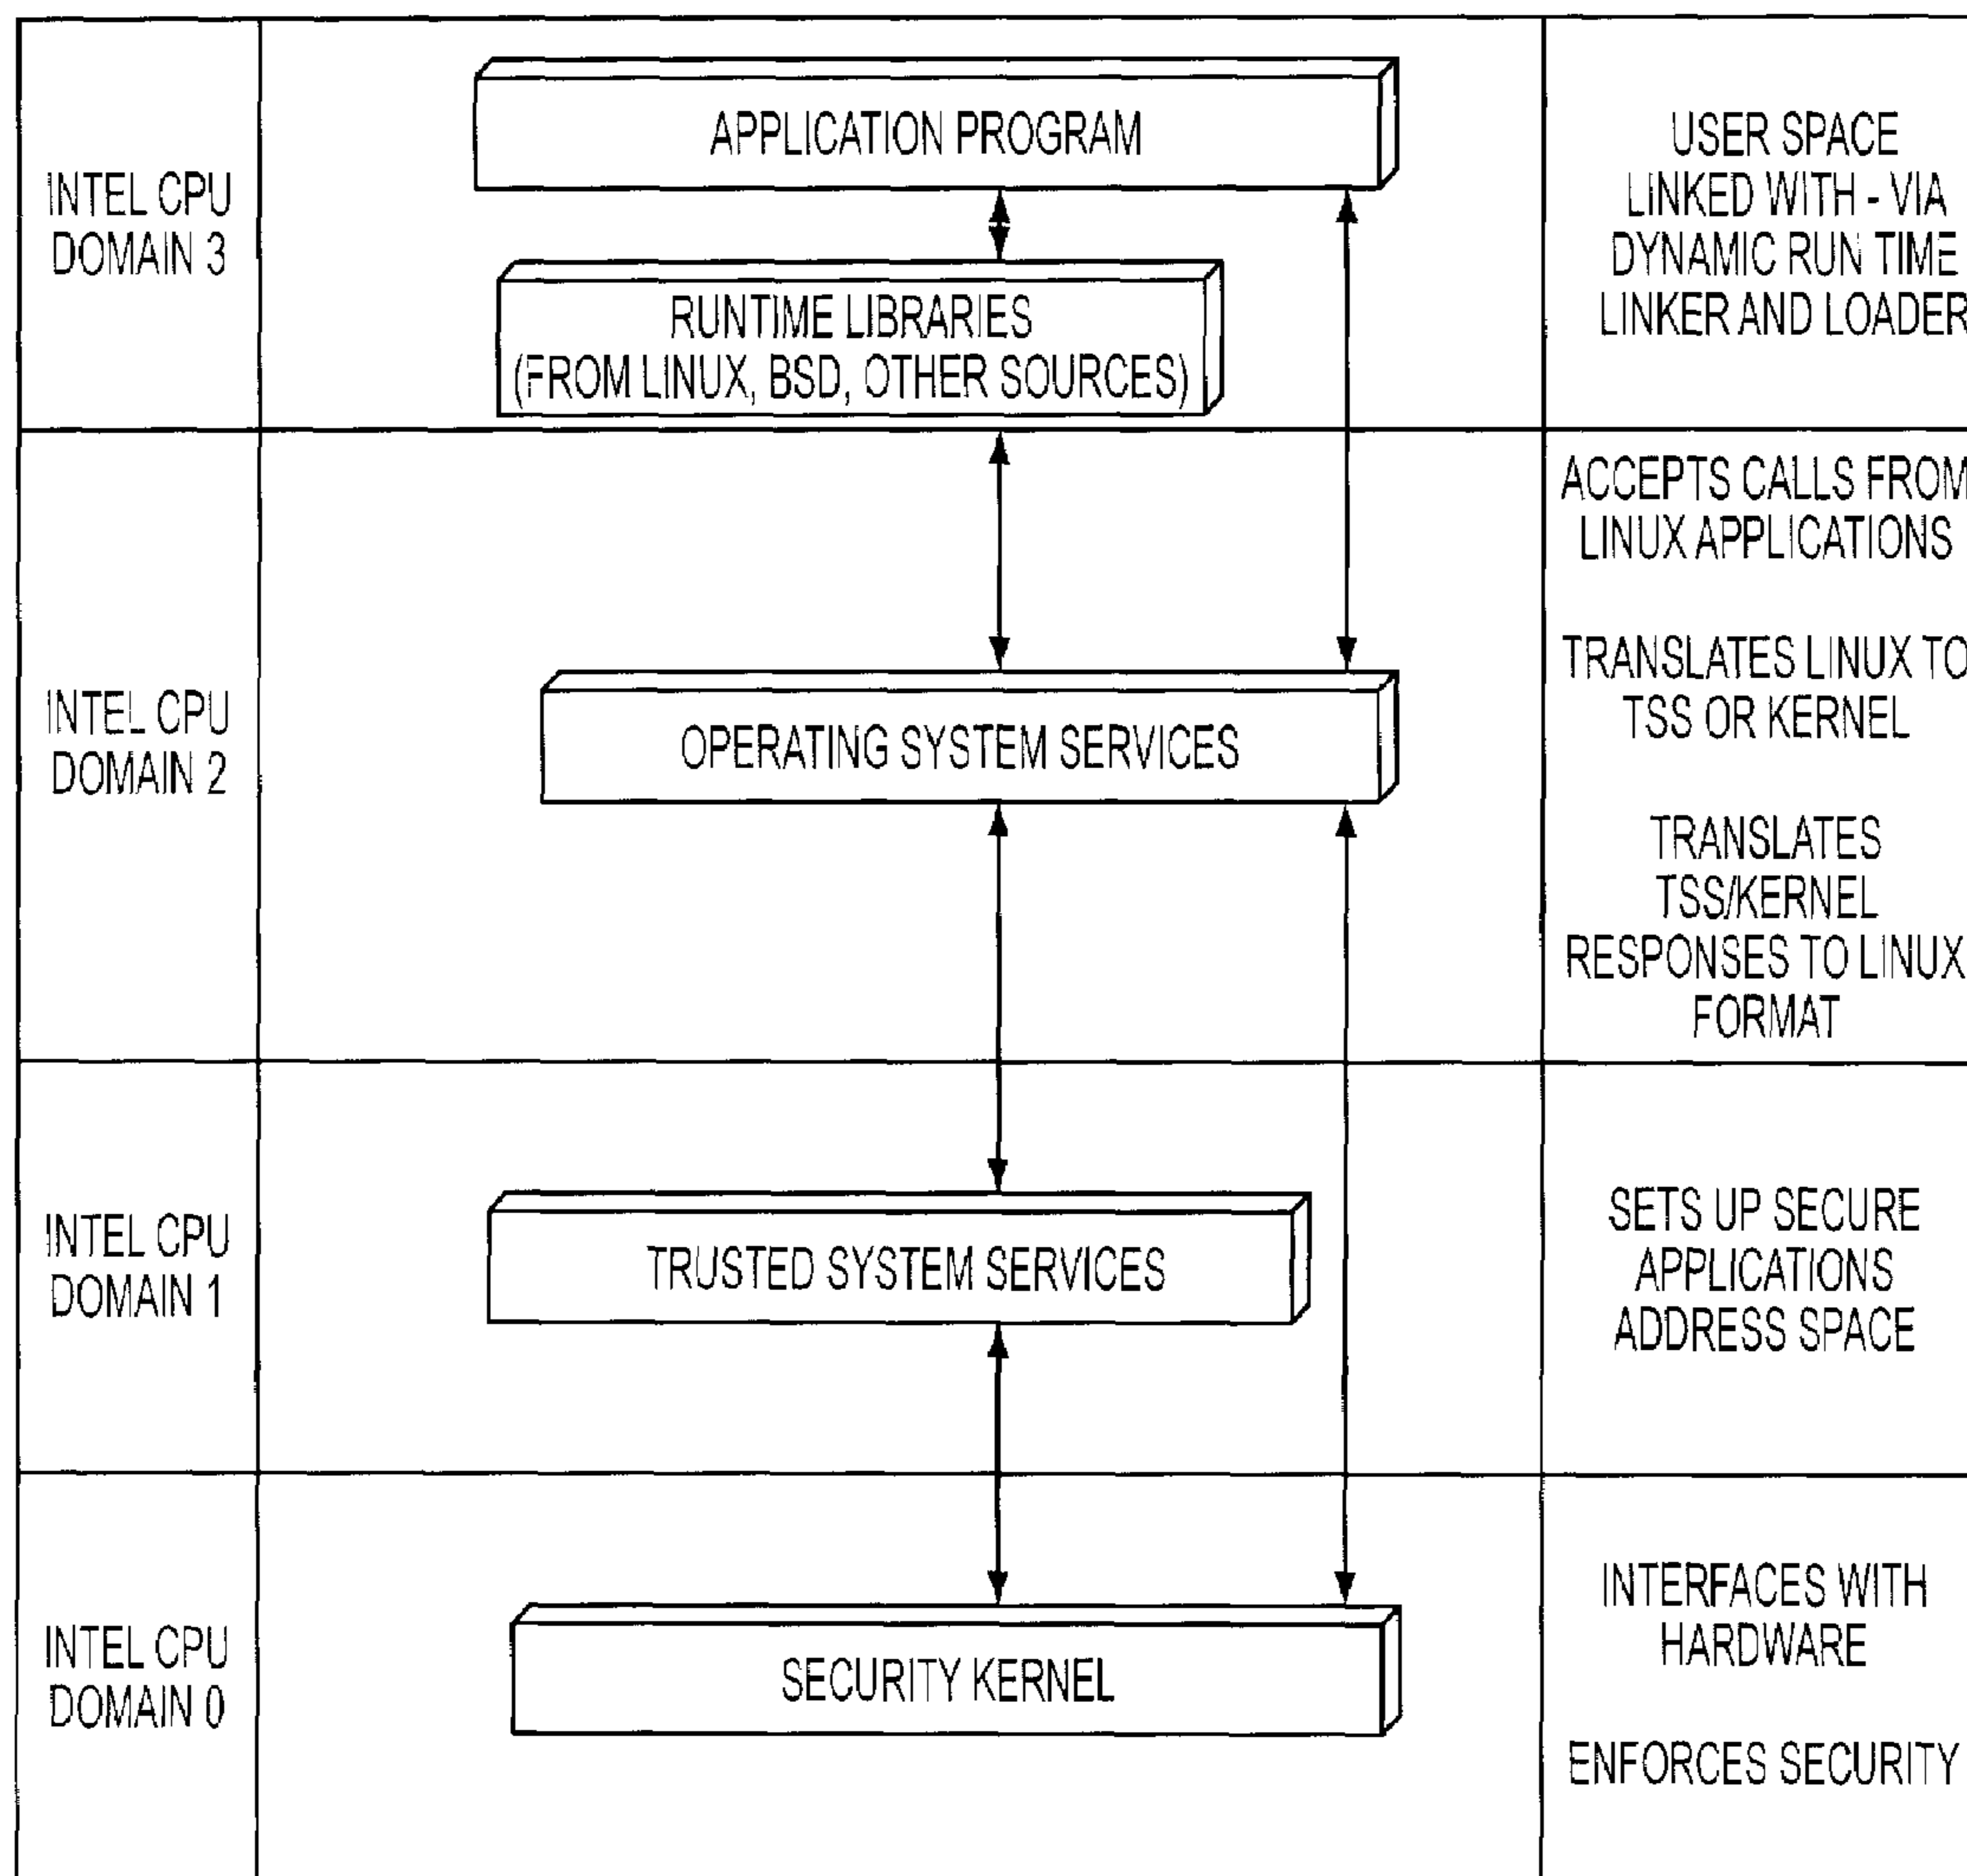 INTEL CPU
DOMAIN 3
APPLICATION PROGRAM
RUNTIME LIBRARIES
(FROM LINUX, BSD, OTHER SOURCES)
USER SPACE
LINKED WITH - VIA
DYNAMIC RUN TIME
LINKER AND LOADER
INTEL CPU
DOMAIN 2
OPERATING SYSTEM SERVICES
ACCEPTS CALLS FROM
LINUX APPLICATIONS
TRANSLATES LINUX TO
TSS OR KERNEL
TRANSLATES
TSS/KERNEL
RESPONSES TO LINUX
FORMAT
INTEL CPU
DOMAIN 1
TRUSTED SYSTEM SERVICES
SETS UP SECURE
APPLICATIONS
ADDRESS SPACE
INTEL CPU
DOMAIN 0
SECURITY KERNEL
INTERFACES WITH
HARDWARE
ENFORCES SECURITY